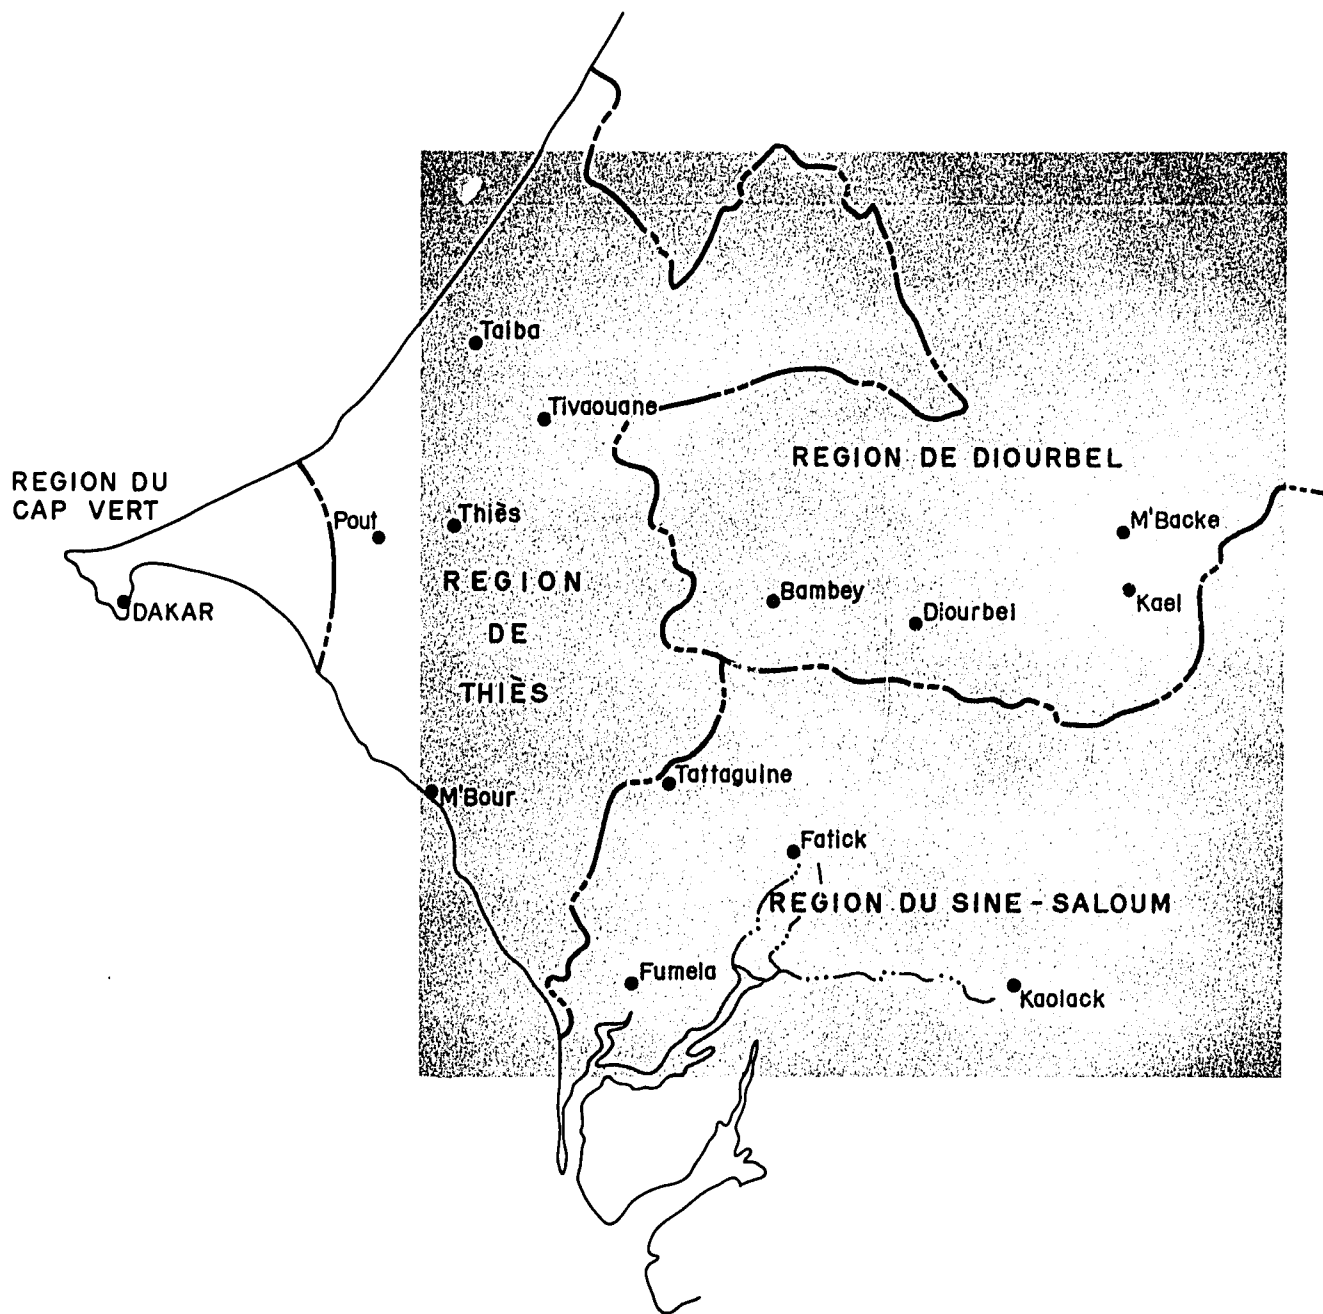 Taiba
Tivaouane
REGION DE DIOURBEL
REGION DU
CAP VERT
Pout
Thiès
M'Backe
REGION
DE
THIÈS
DAKAR
Bambey
Diourbel
Kael
Tattaguine
M'Bour
Fatick
REGION DU SINE-SALOUM
Fumela
Kaolack